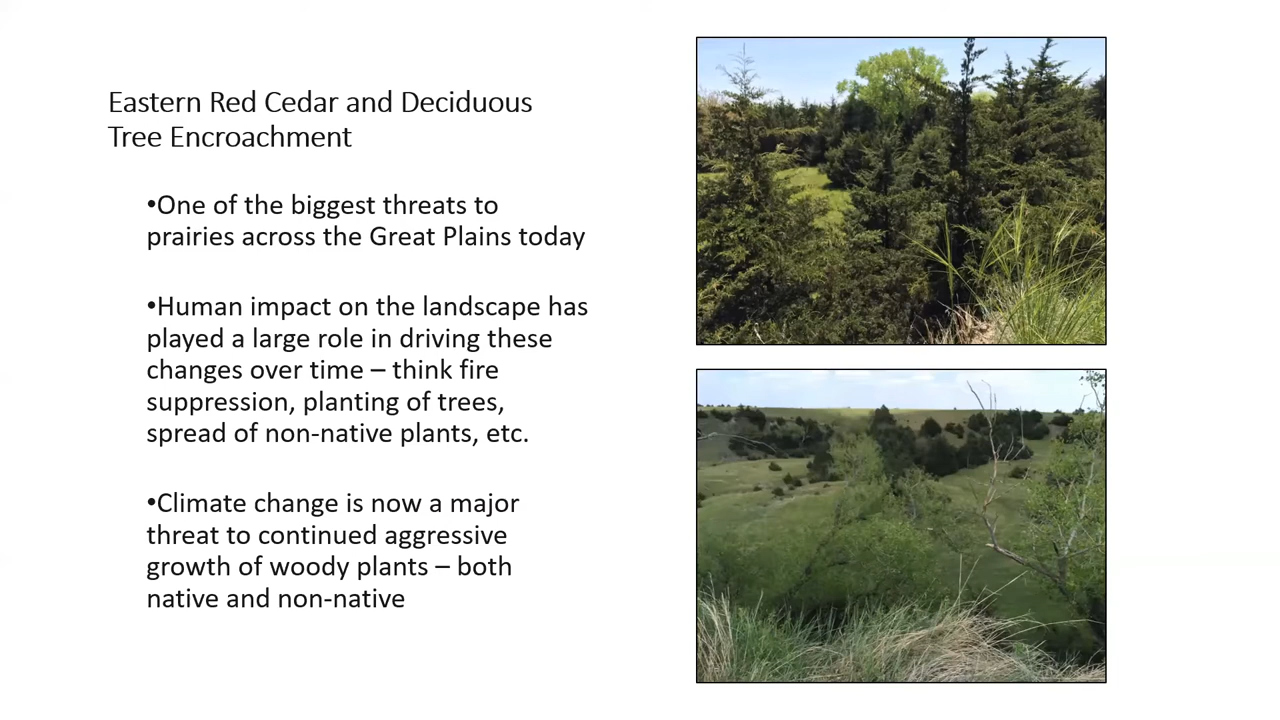 Eastern Red Cedar and Deciduous
Tree Encroachment
•One of the biggest threats to
prairies across the Great Plains today
•Human impact on the landscape has
played a large role in driving these
changes over time – think fire
suppression, planting of trees,
spread of non-native plants, etc.
•Climate change is now a major
threat to continued aggressive
growth of woody plants – both
native and non-native